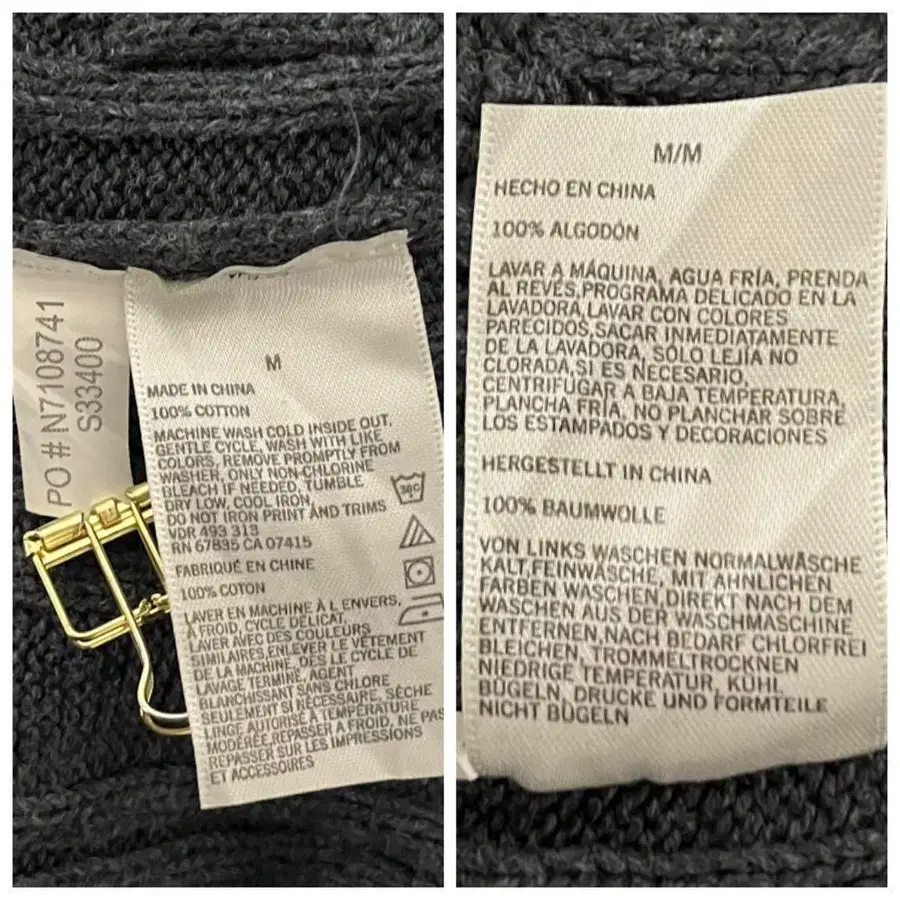 PO # N7108741
S33400
M
MADE IN CHINA
100% COTTON
MACHINE WASH COLD INSIDE OUT,
GENTLE CYCLE, WASH WITH LIKE
COLORS, REMOVE PROMPTLY FROM
WASHER, ONLY NON-CHLORINE
BLEACH IF NEEDED, TUMBLE
DRY LOW, COOL IRON,
DO NOT IRON PRINT AND TRIMS
VDR 493 313
RN 67835 CA 07415
30C
FABRIQUÉ EN CHINE
100% COTON
LAVER EN MACHINE À L ENVERS,
À FROID, CYCLE DÉLICAT,
LAVER AVEC DES COULEURS
SIMILAIRES,ENLEVER LE VÊTEMENT
DE LA MACHINE, DES LE CYCLE DE
LAVAGE TERMINE, AGENT
BLANCHISSANT SANS CHLORE
SEULEMENT SI NÉCESSAIRE, SÈCHE
LINGE AUTORISÉ À TEMPÉRATURE
MODÉRÉE,REPASSER A FROID, NE PAS
REPASSER SUR LES IMPRESSIONS
ET ACCESSOIRES
M/M
HECHO EN CHINA
100% ALGODÓN
LAVAR A MÁQUINA, AGUA FRÍA, PRENDA
AL REVÉS,PROGRAMA DELICADO EN LA
LAVADORA,LAVAR CON COLORES
PARECIDOS,SACAR INMEDIATAMENTE
DE LA LAVADORA, SÓLO LEJÍA NO
CLORADA,SI ES NECESARIO,
CENTRIFUGAR A BAJA TEMPERATURA,
PLANCHA FRÍA, NO PLANCHAR SOBRE
LOS ESTAMPADOS Y DECORACIONES
HERGESTELLT IN CHINA
100% BAUMWOLLE
VON LINKS WASCHEN NORMALWÄSCHE
KALT,FEINWÄSCHE, MIT AHNLICHEN
FARBEN WASCHEN,DIREKT NACH DEM
WASCHEN AUS DER WASCHMASCHINE
ENTFERNEN,NACH BEDARF CHLORFREI
BLEICHEN, TROMMELTROCKNEN
NIEDRIGE TEMPERATUR, KÜHL
BÜGELN, DRUCKE UND FORMTEILE
NICHT BÜGELN